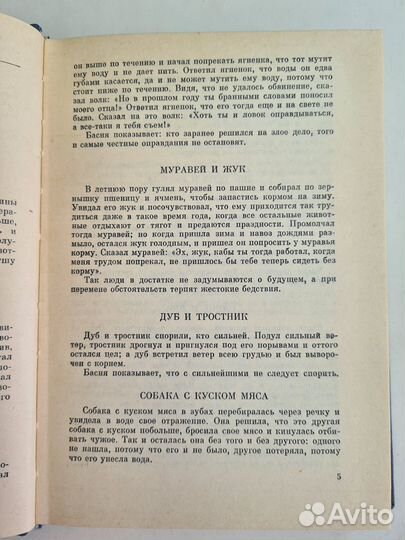 он выше по течению и начал попрекать ягненка, что тот мутит
ему воду и не дает пить. Ответил ягненок, что воды он едва
губами касается, да и не может мутить ему воду, потому что
стоит ниже по течению. Видя, что не удалось обвинение, ска-
зал волк: «Но в прошлом году ты бранными словами поносил
моего отца!» Ответил ягненок, что его тогда еще и на свете не
было. Сказал на это волк: «Хоть ты и ловок оправдываться,
а все-таки я тебя съем!»
Басня показывает: кто заранее решился на злое дело, того
и самые честные оправдания не остановят.
МУРАВЕЙ И ЖУК
В летнюю пору гулял муравей по пашне и собирал по зер-
нышку пшеницу и ячмень, чтобы запастись кормом на зиму.
Увидал его жук и посочувствовал, что ему приходится так тру-
диться даже в такое время года, когда все остальные живот-
ные отдыхают от тягот и предаются праздности. Промолчал
тогда муравей; но когда пришла зима и навоз дождями раз-
мыло, остался жук голодным, и пришел он попросить у муравья
корму. Сказал муравей: «Эх, жук, кабы ты тогда работал, когда
меня трудом попрекал, не пришлось бы тебе теперь сидеть без
корму».
Так люди в достатке не задумываются о будущем, а при
перемене обстоятельств терпят жестокие бедствия.
ДУБ И ТРОСТНИК
Дуб и тростник спорили, кто сильней. Подул сильный ве-
тер, тростник дрогнул и пригнулся под его порывами и оттого
остался цел; а дуб встретил ветер всею грудью и был выворо-
чен с корнем.
Басня показывает, что с сильнейшими не следует спорить.
СОБАКА С КУСКОМ МЯСА
Собака с куском мяса в зубах перебиралась через речку и
увидела в воде свое отражение. Она решила, что это другая
собака с куском побольше, бросила свое мясо и кинулась отби-
вать чужое. Так и осталась она без того и без другого: одного
не нашла, потому что его и не было, другое потеряла, потому
что его унесла вода.
5
Avito